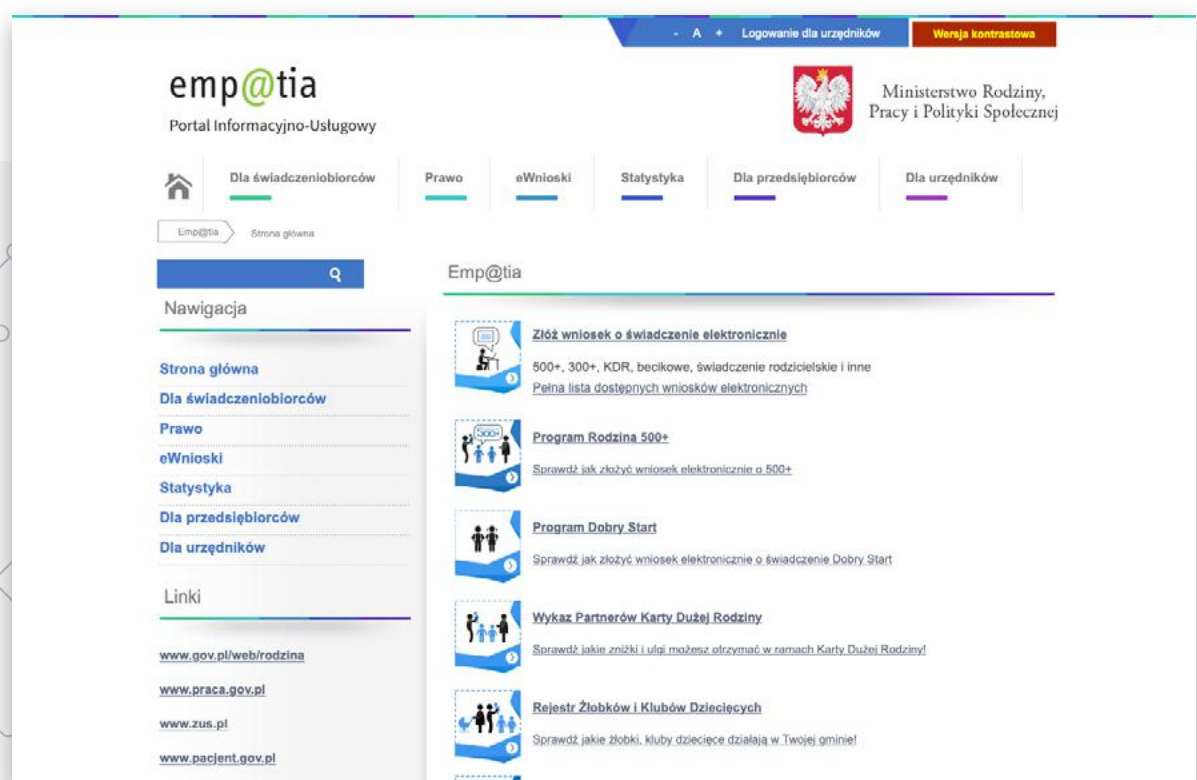 - A + Logowanie dla urzędników Wersja kontrastowa
emp@tia
Portal Informacyjno-Usługowy
Ministerstwo Rodziny,
Pracy i Polityki Społecznej
Dla świadczeniobiorców Prawo eWnioski Statystyka Dla przedsiębiorców Dla urzędników
Emp@tia Strona główna
Nawigacja
Strona główna
Dla świadczeniobiorców
Prawo
eWnioski
Statystyka
Dla przedsiębiorców
Dla urzędników
Linki
www.gov.pl/web/rodzina
www.praca.gov.pl
www.zus.pl
www.pacjent.gov.pl
Emp@tia
Złóż wniosek o świadczenie elektronicznie
500+, 300+, KDR, becikowe, świadczenie rodzicielskie i inne
Pełna lista dostępnych wniosków elektronicznych
500+
Program Rodzina 500+
Sprawdź jak złożyć wniosek elektronicznie o 500+
Program Dobry Start
Sprawdź jak złożyć wniosek elektronicznie o świadczenie Dobry Start
Wykaz Partnerów Karty Dużej Rodziny
Sprawdź jakie zniżki i ulgi możesz otrzymać w ramach Karty Dużej Rodziny!
Rejestr Żłobków i Klubów Dziecięcych
Sprawdź jakie żłobki, kluby dziecięce działają w Twojej gminie!